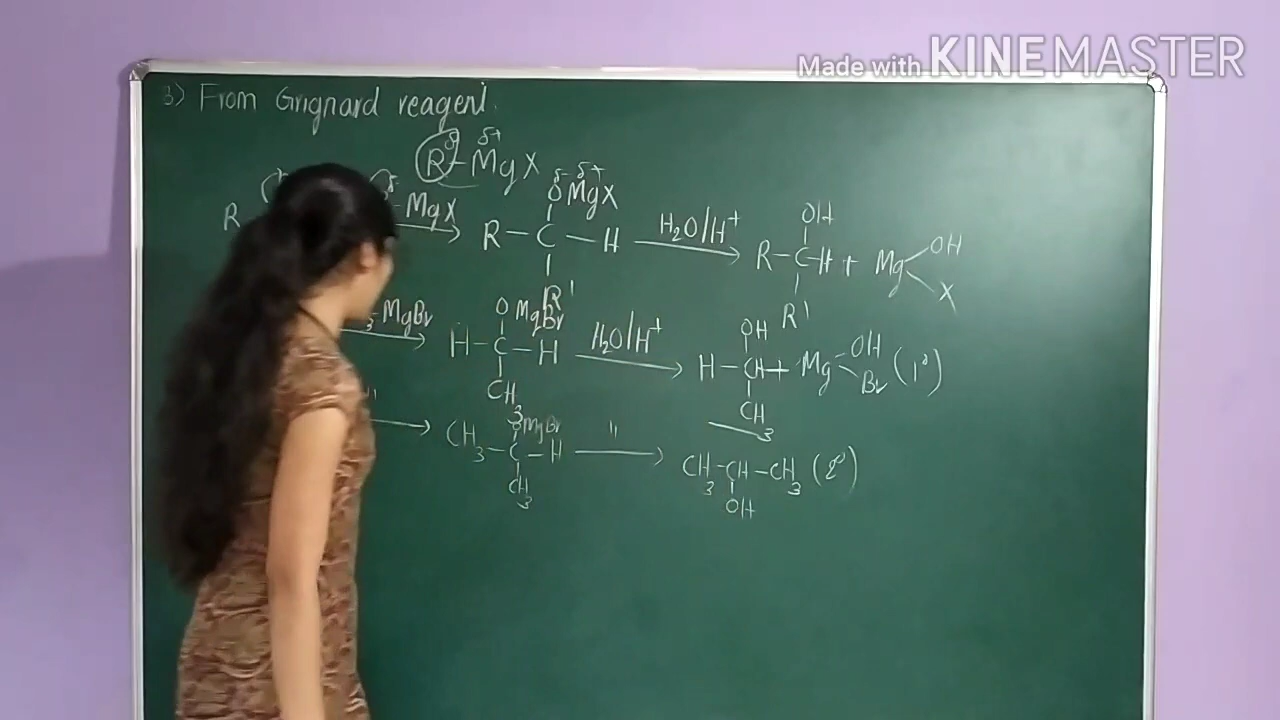 Made with KINEMASTER
3) From Grignard reagent.
δ- δ+
R-MgX
δ- δ+
OMgX
R δ- -MgX → R-C-H H₂O/H⁺ → R-C-H + Mg OH
OH
X
R'
R'
OMgBr
₃-MgBr → H-C-H H₂O/H⁺ → H-CH + Mg OH (1°)
OH
Br
CH₃
CH₃
OMgBr
" → CH₃-C-H " → CH₃-CH-CH₃ (2°)
CH₃
OH